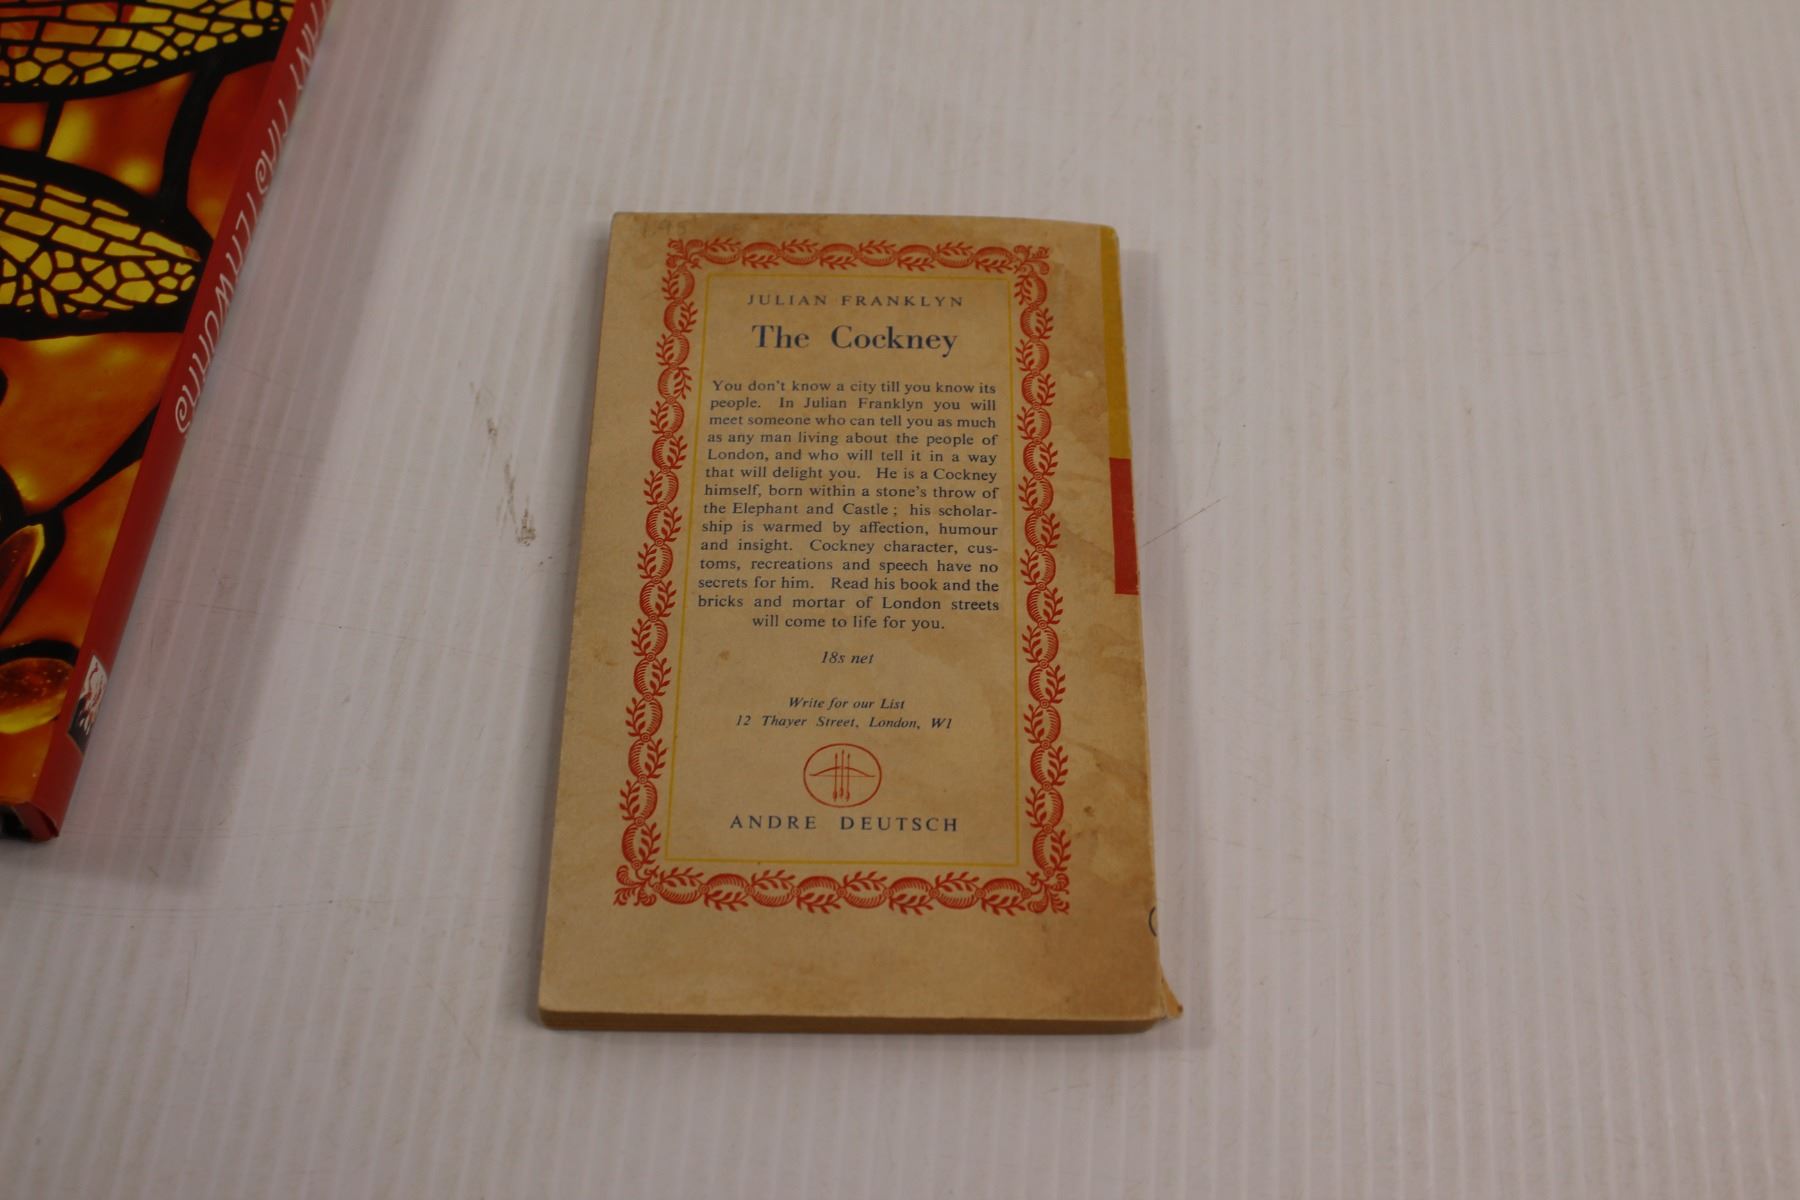 JULIAN FRANKLYN
The Cockney
You don't know a city till you know its
people. In Julian Franklyn you will
meet someone who can tell you as much
as any man living about the people of
London, and who will tell it in a way
that will delight you. He is a Cockney
himself, born within a stone's throw of
the Elephant and Castle ; his scholar-
ship is warmed by affection, humour
and insight. Cockney character, cus-
toms, recreations and speech have no
secrets for him. Read his book and the
bricks and mortar of London streets
will come to life for you.
18s net
Write for our List
12 Thayer Street, London, W1
ANDRE DEUTSCH